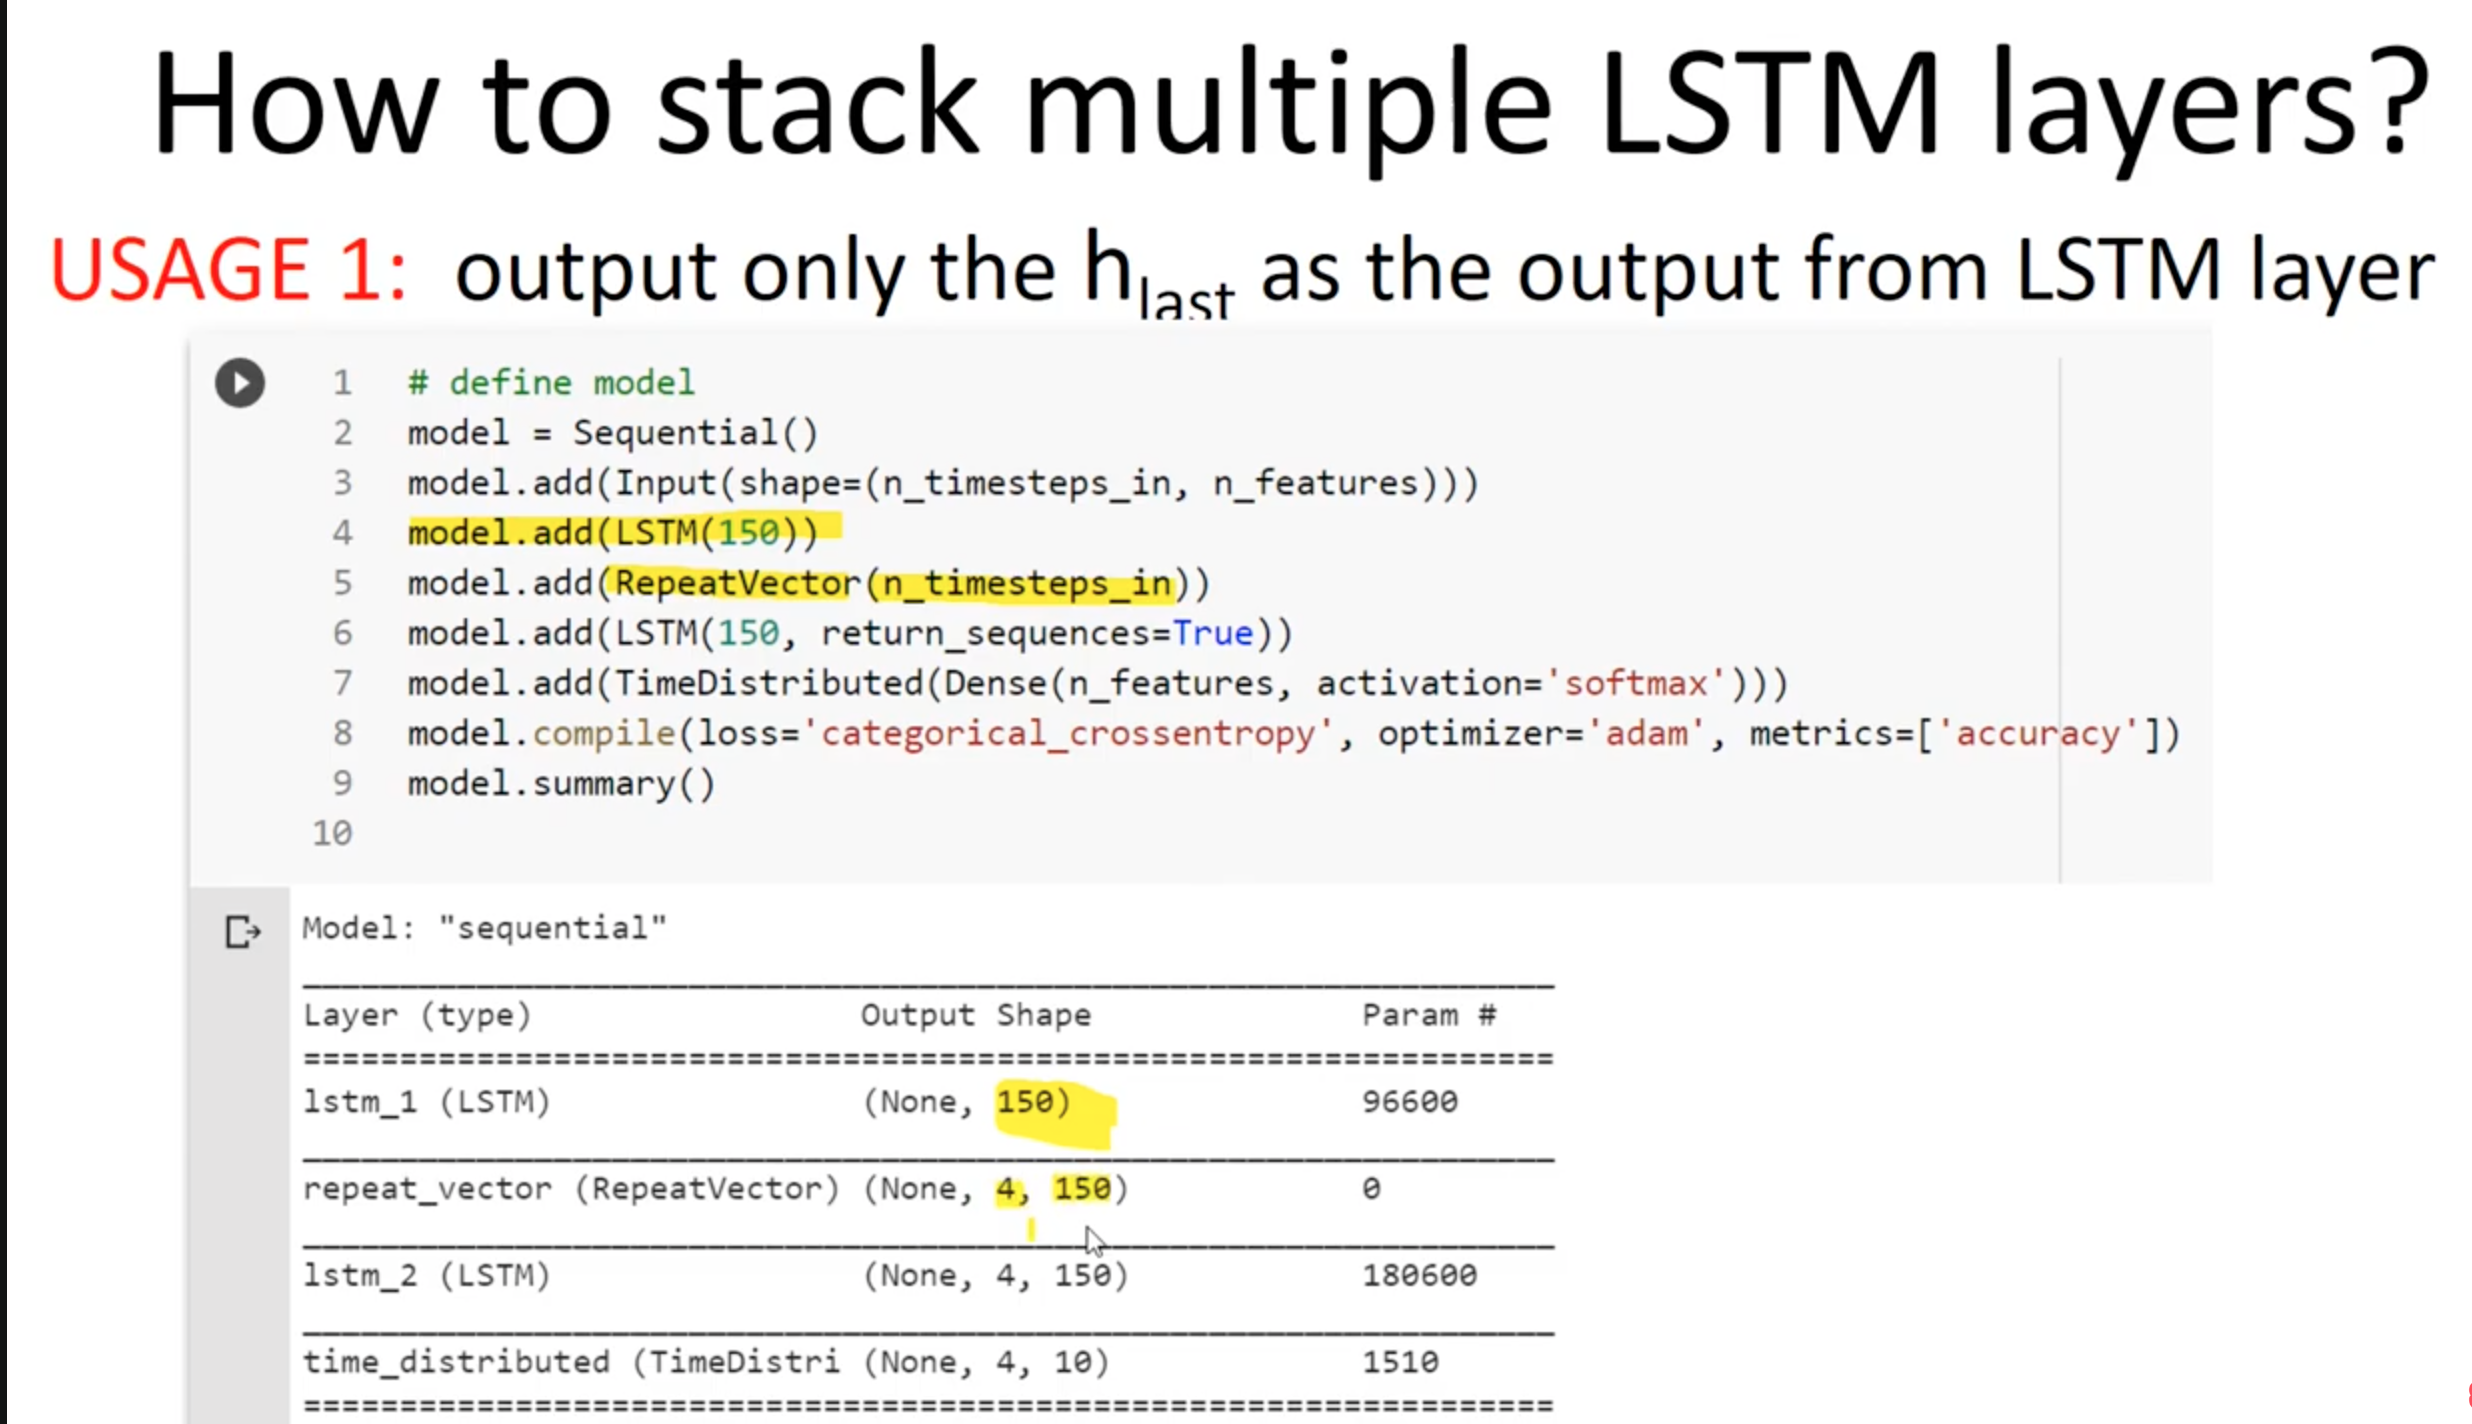 How to stack multiple LSTM layers?
USAGE 1: output only the hlast as the output from LSTM layer
1 # define model
2 model = Sequential()
3 model.add(Input(shape=(n_timesteps_in, n_features)))
4 model.add(LSTM(150))
5 model.add(RepeatVector(n_timesteps_in))
6 model.add(LSTM(150, return_sequences=True))
7 model.add(TimeDistributed(Dense(n_features, activation='softmax')))
8 model.compile(loss='categorical_crossentropy', optimizer='adam', metrics=['accuracy'])
9 model.summary()
10
Model: "sequential"
Layer (type) Output Shape Param #
lstm_1 (LSTM) (None, 150) 96600
repeat_vector (RepeatVector) (None, 4, 150) 0
lstm_2 (LSTM) (None, 4, 150) 180600
time_distributed (TimeDistri (None, 4, 10) 1510